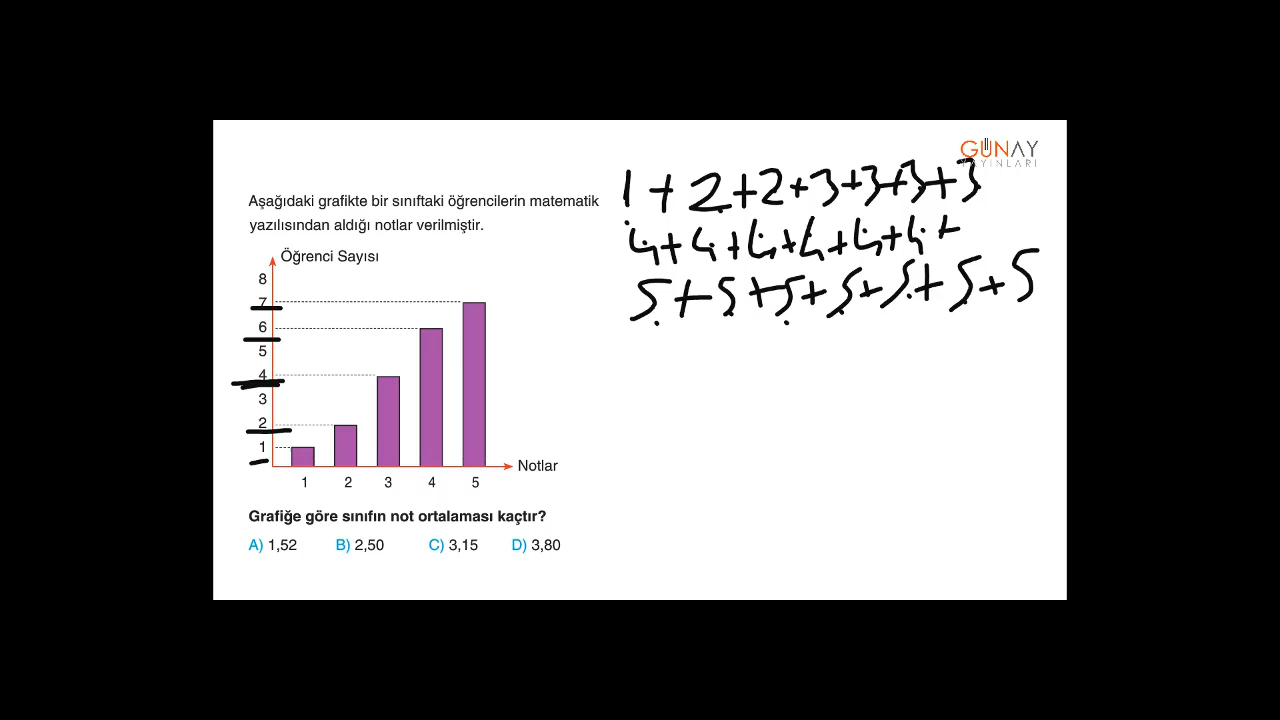 GÜNAY
YAYINLARI
Aşağıdaki grafikte bir sınıftaki öğrencilerin matematik
yazılısından aldığı notlar verilmiştir.
Öğrenci Sayısı
8
7
6
5
4
3
2
1
Notlar
1 2 3 4 5
Grafiğe göre sınıfın not ortalaması kaçtır?
A) 1,52 B) 2,50 C) 3,15 D) 3,80
1+2+2+3+3+3+3
4+4+4+4+4+4+
5+5+5+5+5+5+5